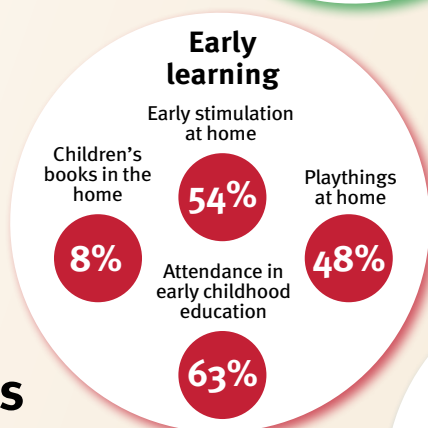 Early
learning
Early stimulation
at home
54%
Children's
books in the
home
8%
Playthings
at home
48%
Attendance in
early childhood
education
63%
s